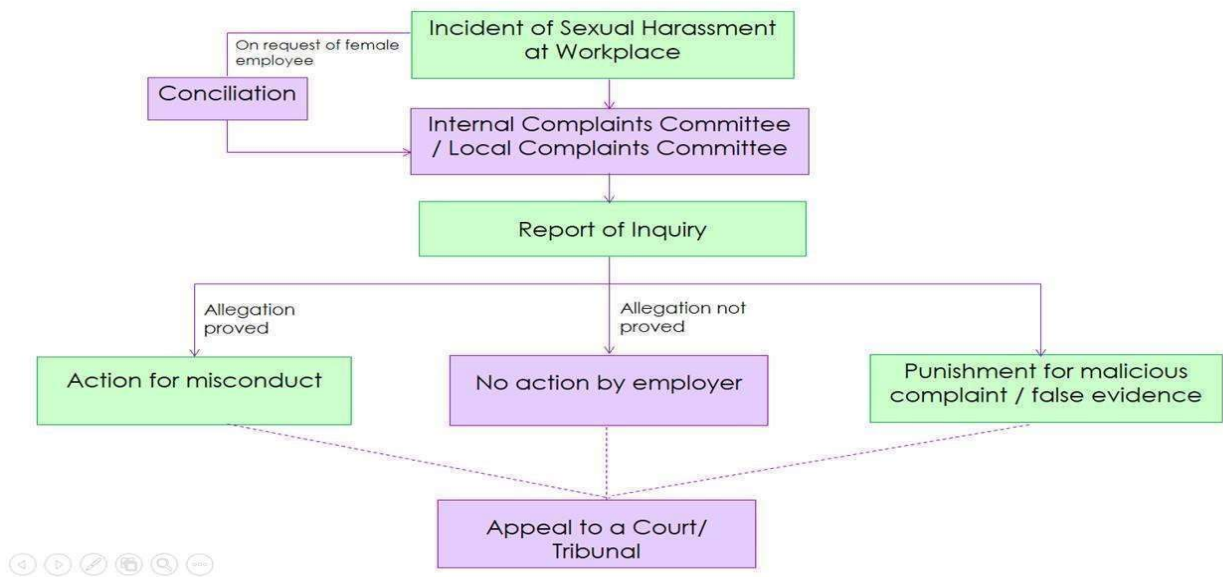 Incident of Sexual Harassment
at Workplace
On request of female
employee
Conciliation
Internal Complaints Committee
/ Local Complaints Committee
Report of Inquiry
Allegation
proved
Allegation not
proved
Action for misconduct
No action by employer
Punishment for malicious
complaint / false evidence
Appeal to a Court/
Tribunal